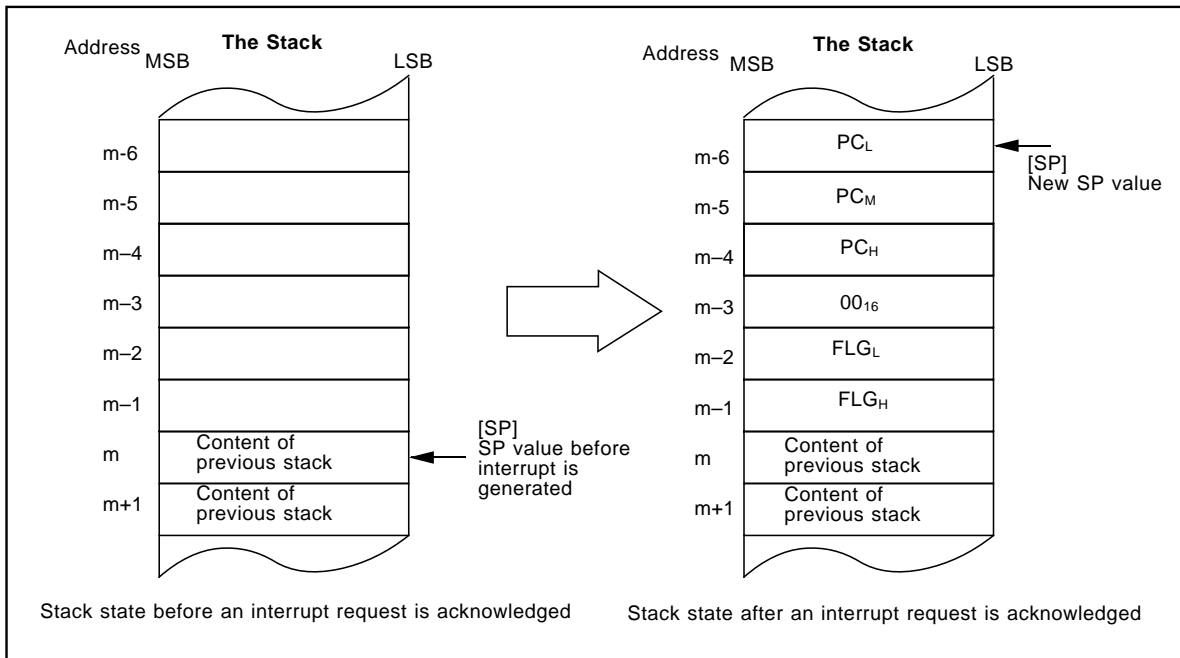 Address
MSB
The Stack
LSB
m-6
m-5
m–4
m–3
m–2
m–1
m
Content of
previous stack
m+1
Content of
previous stack
[SP]
SP value before
interrupt is
generated
Stack state before an interrupt request is acknowledged
Address
MSB
The Stack
LSB
m-6
PCL
[SP]
New SP value
m-5
PCM
m–4
PCH
m–3
0016
m–2
FLGL
m–1
FLGH
m
Content of
previous stack
m+1
Content of
previous stack
Stack state after an interrupt request is acknowledged